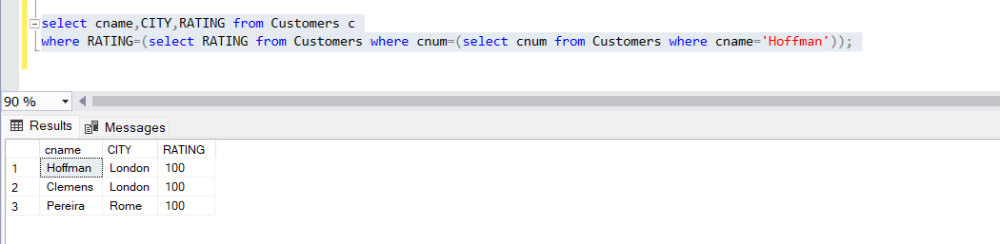 select cname,CITY,RATING from Customers c
where RATING=(select RATING from Customers where cnum=(select cnum from Customers where cname='Hoffman'));
90 %
Results Messages
cname CITY RATING
1 Hoffman London 100
2 Clemens London 100
3 Pereira Rome 100